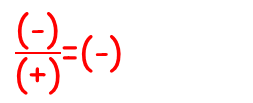 (-)
(+) = (-)